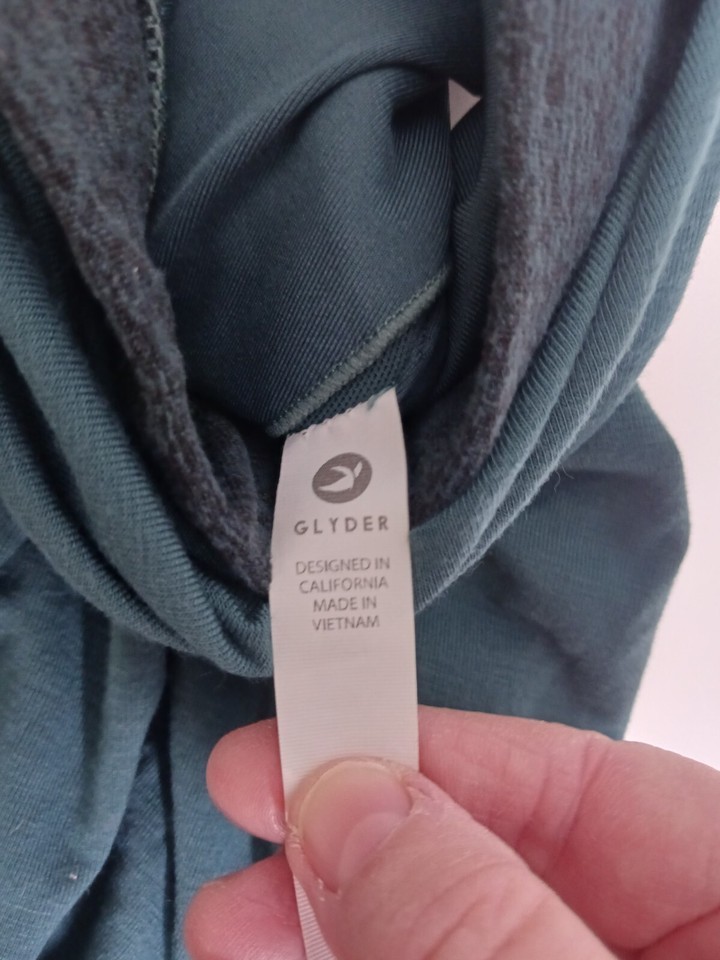 GLYDER
DESIGNED IN
CALIFORNIA
MADE IN
VIETNAM